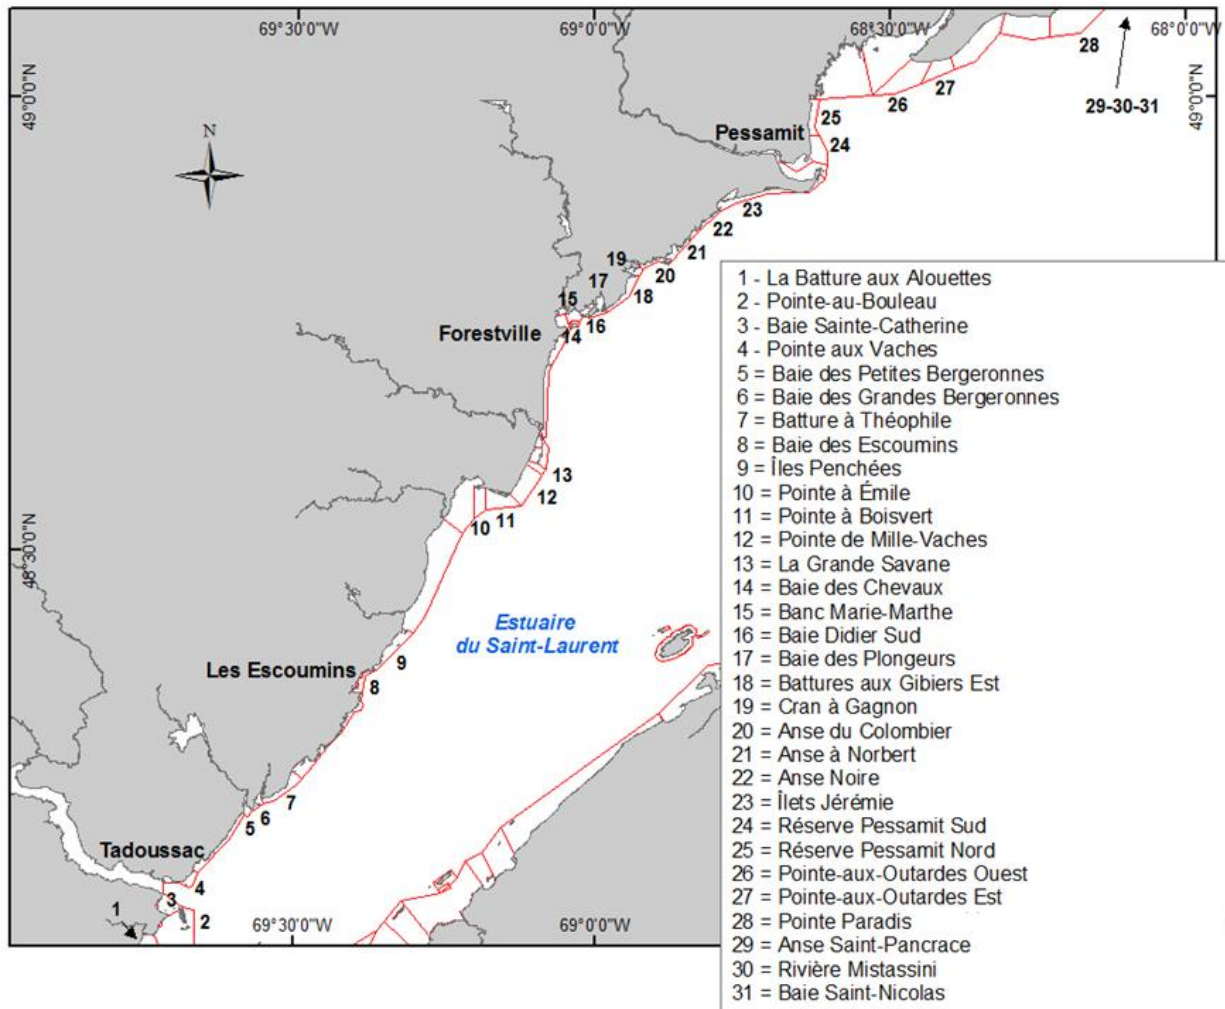 69°30'0"W
69°0'0"W
68°30'0"W
68°0'0"W
28
29-30-31
49°0'0"N
49°0'0"N
27
26
25
Pessamit
24
N
23
22
21
20
19
18
17
16
15
14
Forestville
13
12
11
10
48°30'0"N
Estuaire
du Saint-Laurent
9
Les Escoumins
8
7
6
5
Tadoussac
4
3
2
1
69°30'0"W
69°0'0"W
1 - La Batture aux Alouettes
2 - Pointe-au-Bouleau
3 - Baie Sainte-Catherine
4 - Pointe aux Vaches
5 = Baie des Petites Bergeronnes
6 = Baie des Grandes Bergeronnes
7 = Batture à Théophile
8 = Baie des Escoumins
9 = Îles Penchées
10 = Pointe à Émile
11 = Pointe à Boisvert
12 = Pointe de Mille-Vaches
13 = La Grande Savane
14 = Baie des Chevaux
15 = Banc Marie-Marthe
16 = Baie Didier Sud
17 = Baie des Plongeurs
18 = Battures aux Gibiers Est
19 = Cran à Gagnon
20 = Anse du Colombier
21 = Anse à Norbert
22 = Anse Noire
23 = Îlets Jérémie
24 = Réserve Pessamit Sud
25 = Réserve Pessamit Nord
26 = Pointe-aux-Outardes Ouest
27 = Pointe-aux-Outardes Est
28 = Pointe Paradis
29 = Anse Saint-Pancrace
30 = Rivière Mistassini
31 = Baie Saint-Nicolas